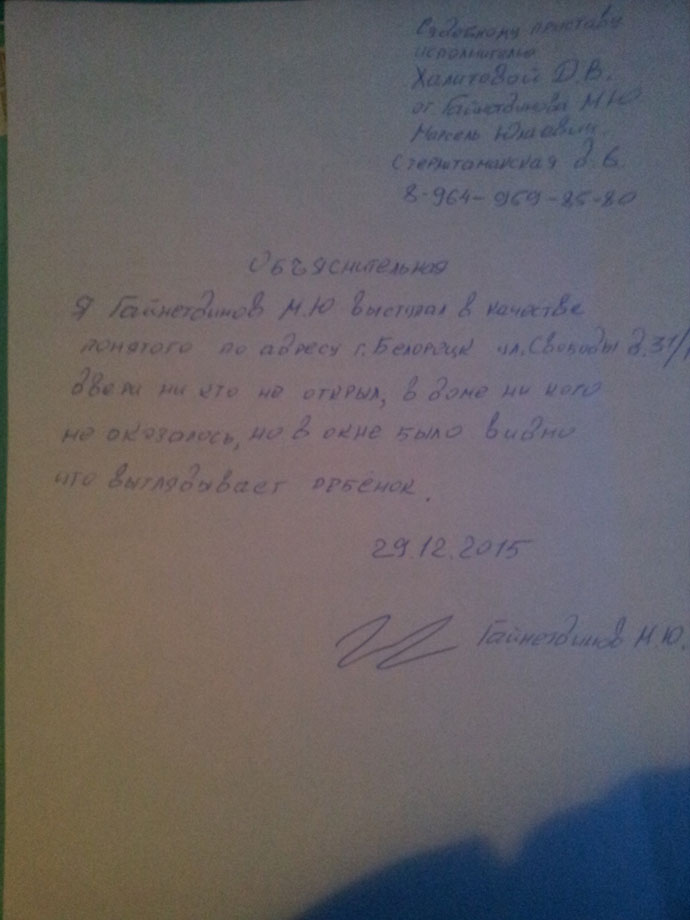 Судебному приставу
исполнителю
Халитовой Д.В.
от Гайнетдинова М.Ю
Марсель
Стерлитамакская д. 6.
8-964-969-85-80
Объяснительная
Я Гайнетдинов М.Ю выступал в качестве
понятого по адресу г. Белорецк ул. Свободы
двери ни кто не открыл, в доме ни кого
не оказалось, но в окне было видно
что выглядывает ребенок.
29.12.2015
Гайнетдинов М.Ю.